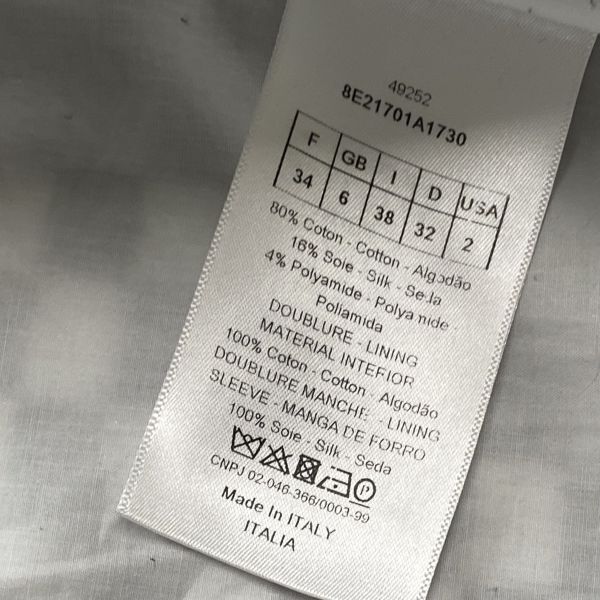 49252
8E21701A1730
F GB I D USA
34 6 38 32 2
80% Coton - Cotton - Algodão
16% Soie - Silk - Seda
4% Polyamide - Polyamide -
Poliamida
DOUBLURE - LINING
MATERIAL INTEFIOR
100% Coton - Cotton - Algodão
DOUBLURE MANCHE - LINING
SLEEVE - MANGA DE FORRO
100% Soie - Silk - Seda
P
CNPJ 02-046-366/0003-99
Made In ITALY
ITALIA